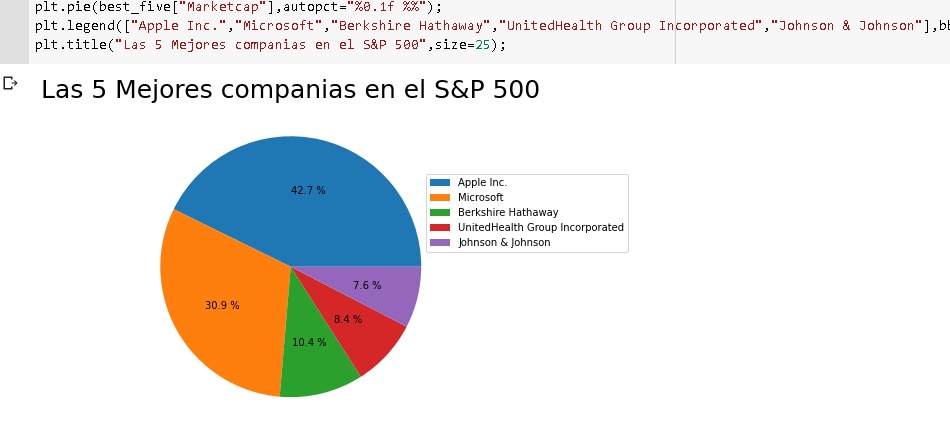 plt.pie(best_five["Marketcap"],autopct="%0.1f %%");
plt.legend(["Apple Inc.","Microsoft","Berkshire Hathaway","UnitedHealth Group Incorporated","Johnson & Johnson"],bb
plt.title("Las 5 Mejores companias en el S&P 500",size=25);
Las 5 Mejores companias en el S&P 500
42.7 %
Apple Inc.
Microsoft
Berkshire Hathaway
UnitedHealth Group Incorporated
Johnson & Johnson
7.6 %
30.9 %
8.4 %
10.4 %